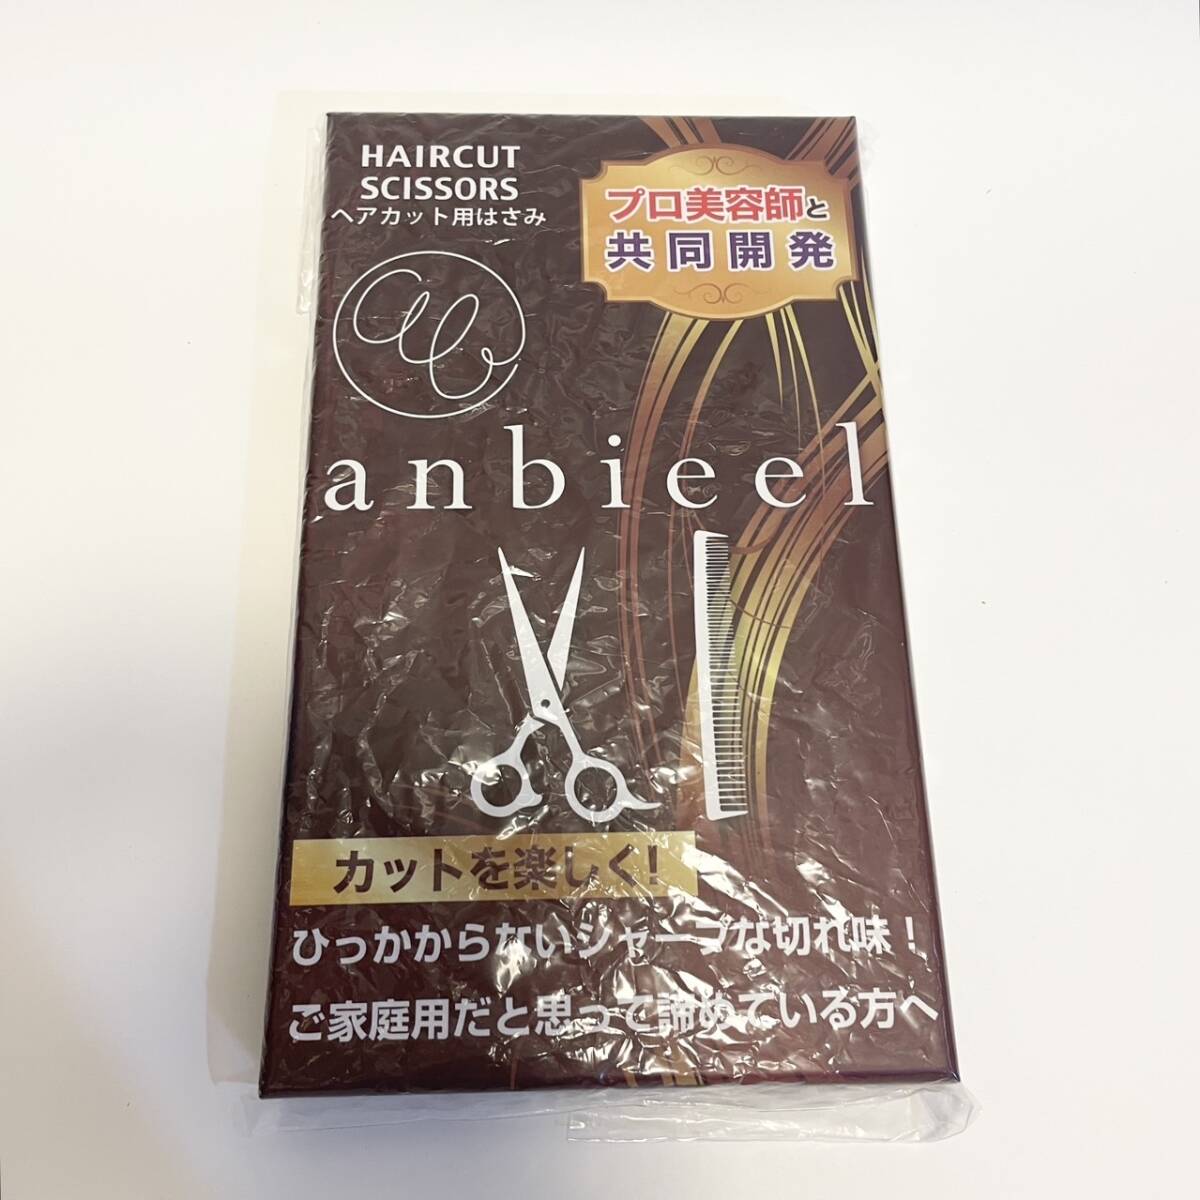 HAIRCUT
SCISSORS
ヘアカット用はさみ
プロ美容師と
共同開発
anbieel
カットを楽しく!
ひっかからないシャープな切れ味！
ご家庭用だと思って諦めている方へ